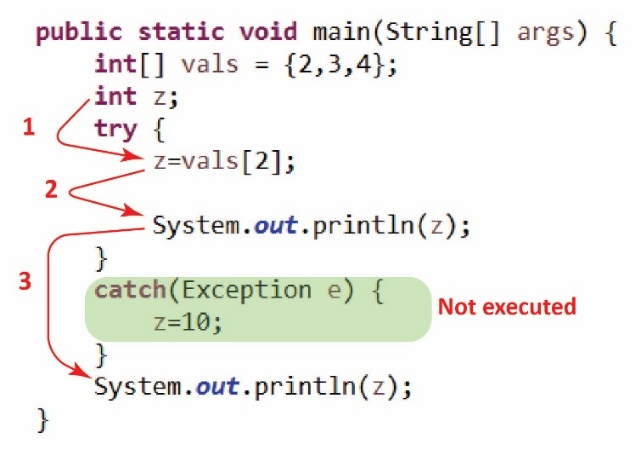 public static void main(String[] args) {
int[] vals = {2,3,4};
int z;
1
try {
z=vals[2];
2
System.out.println(z);
}
3
catch(Exception e) {
Not executed
z=10;
}
System.out.println(z);
}